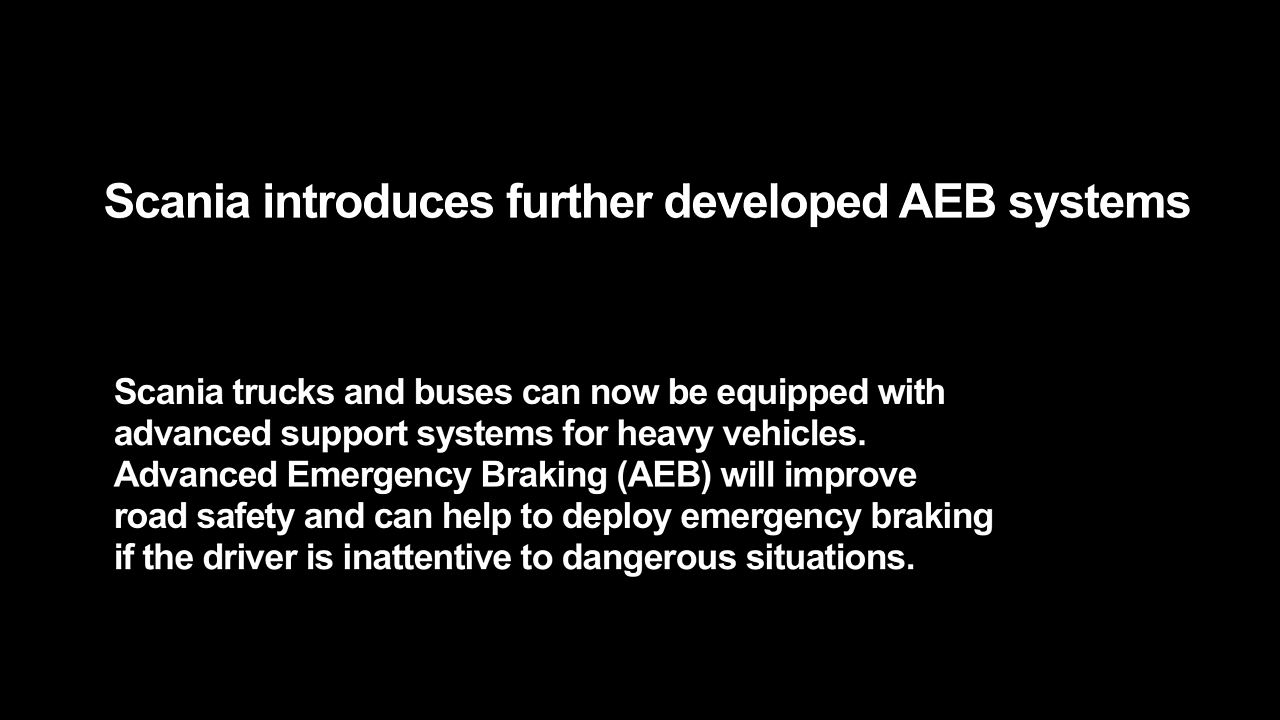 Scania introduces further developed AEB systems
Scania trucks and buses can now be equipped with
advanced support systems for heavy vehicles.
Advanced Emergency Braking (AEB) will improve
road safety and can help to deploy emergency braking
if the driver is inattentive to dangerous situations.